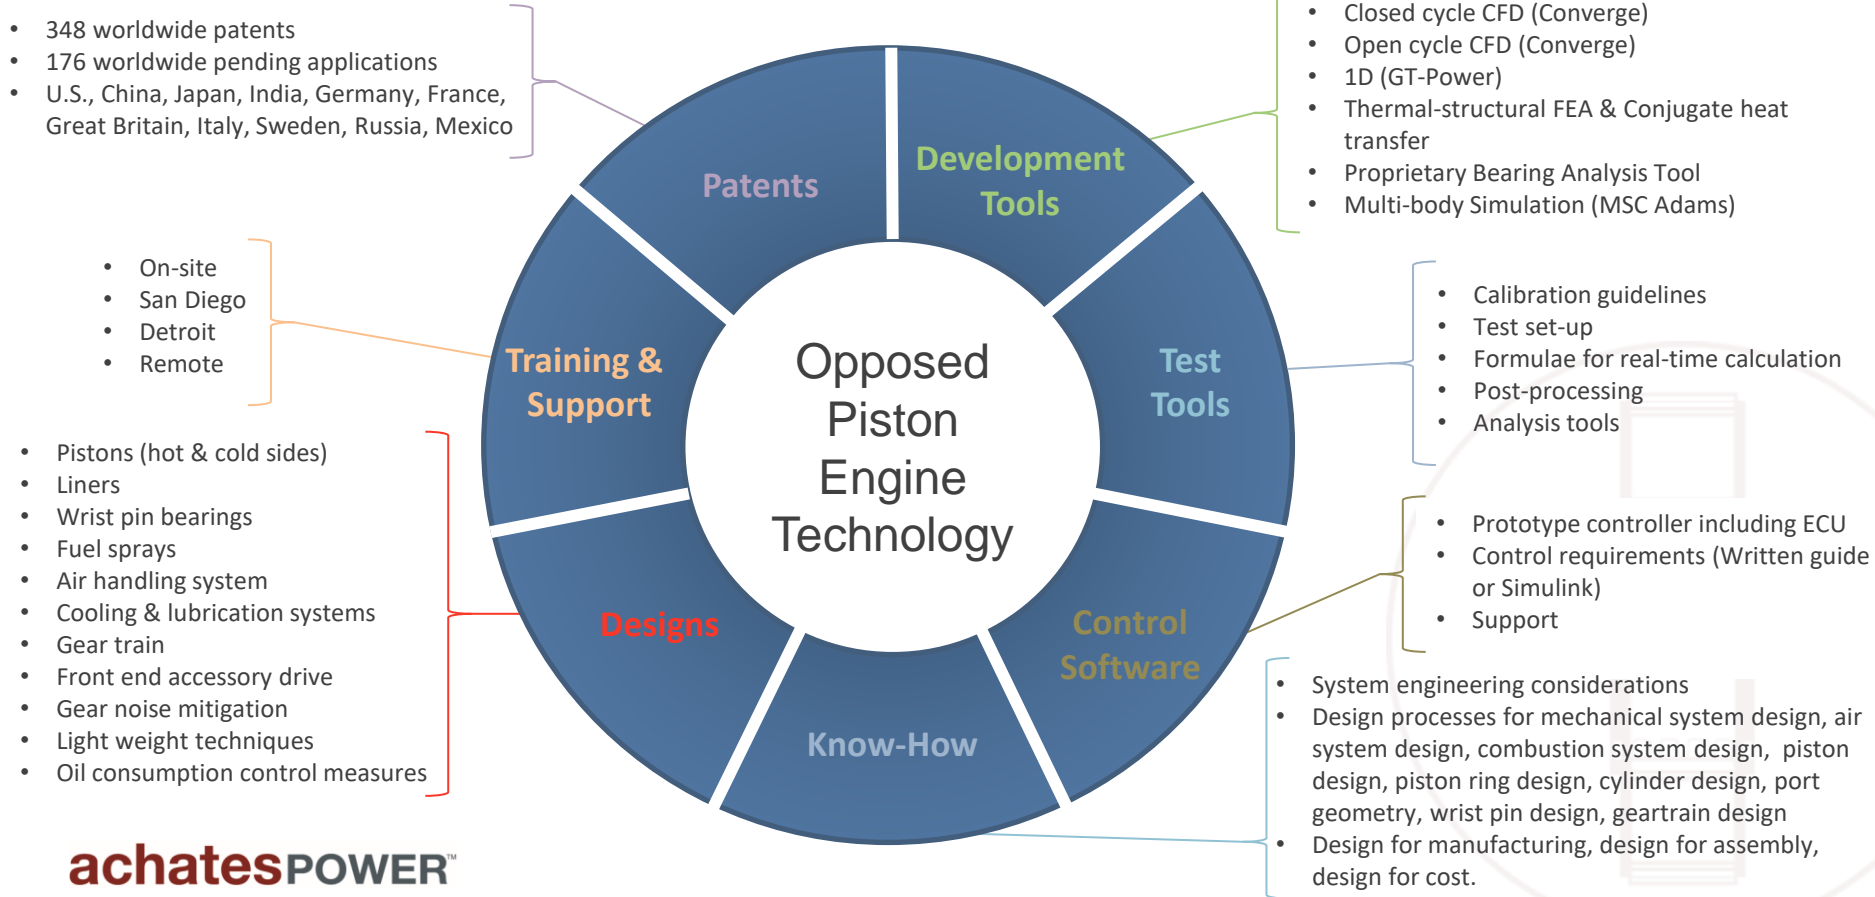 • 348 worldwide patents
• 176 worldwide pending applications
• U.S., China, Japan, India, Germany, France,
Great Britain, Italy, Sweden, Russia, Mexico
• Closed cycle CFD (Converge)
• Open cycle CFD (Converge)
• 1D (GT-Power)
• Thermal-structural FEA & Conjugate heat
transfer
• Proprietary Bearing Analysis Tool
• Multi-body Simulation (MSC Adams)
Patents
Development
Tools
• On-site
• San Diego
• Detroit
• Remote
Training &
Support
Opposed
Piston
Engine
Technology
Test
Tools
• Calibration guidelines
• Test set-up
• Formulae for real-time calculation
• Post-processing
• Analysis tools
• Pistons (hot & cold sides)
• Liners
• Wrist pin bearings
• Fuel sprays
• Air handling system
• Cooling & lubrication systems
• Gear train
• Front end accessory drive
• Gear noise mitigation
• Light weight techniques
• Oil consumption control measures
Designs
Know-How
Control
Software
• Prototype controller including ECU
• Control requirements (Written guide
or Simulink)
• Support
• System engineering considerations
• Design processes for mechanical system design, air
system design, combustion system design, piston
design, piston ring design, cylinder design, port
geometry, wrist pin design, geartrain design
• Design for manufacturing, design for assembly,
design for cost.
achatesPOWER™